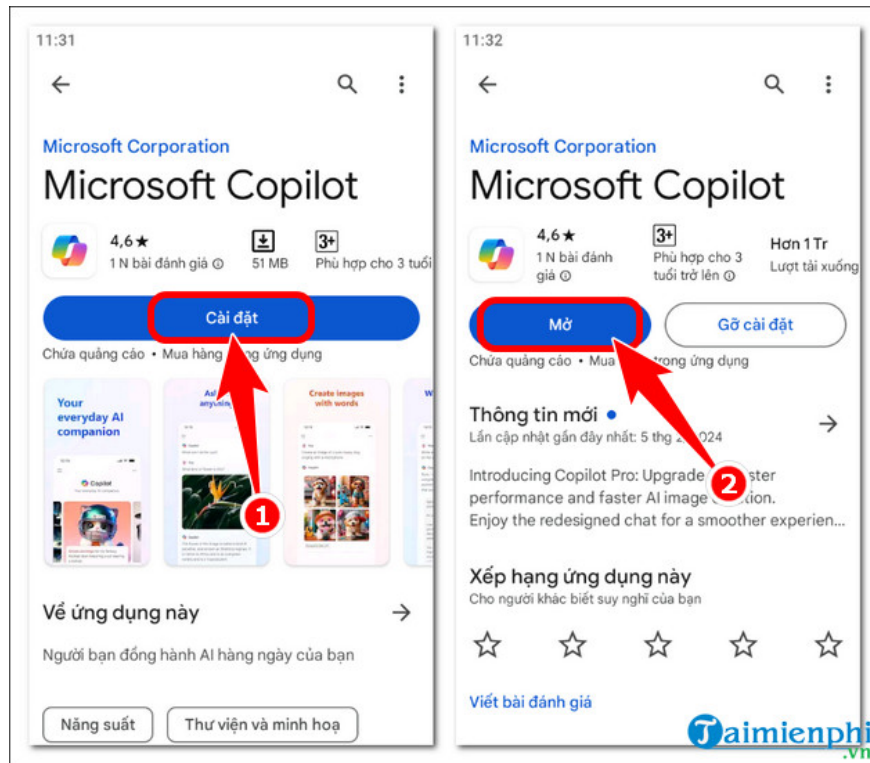 11:31
Microsoft Corporation
Microsoft Copilot
4,6★
1 N bài đánh giá
51 MB
3+
Phù hợp cho 3 tuổi
Cài đặt
Chứa quảng cáo • Mua hàng ứng dụng
Your
everyday AI
companion
Create images
with words
Copilot
1
Về ứng dụng này
Người bạn đồng hành AI hàng ngày của bạn
Năng suất
Thư viện và minh hoạ
11:32
Microsoft Corporation
Microsoft Copilot
4,6★
1 N bài đánh
giá
3+
Phù hợp cho 3
tuổi trở lên
Hơn 1 Tr
Lượt tải xuống
Mở
Gỡ cài đặt
Chứa quảng cáo • Mua trong ứng dụng
Thông tin mới •
Lần cập nhật gần đây nhất: 5 thg 2024
Introducing Copilot Pro: Upgrade
performance and faster AI image
Enjoy the redesigned chat for a smoother experien...
2
Xếp hạng ứng dụng này
Cho người khác biết suy nghĩ của bạn
Viết bài đánh giá
Taimienphi
.vn